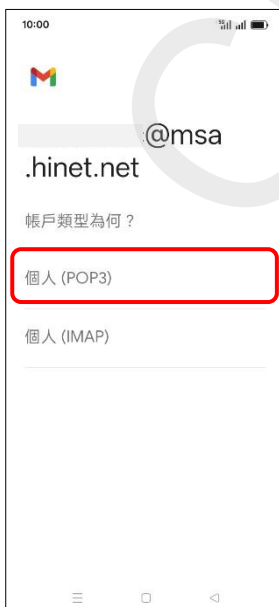 10:00
@msa
.hinet.net
帳戶類型為何？
個人 (POP3)
個人 (IMAP)